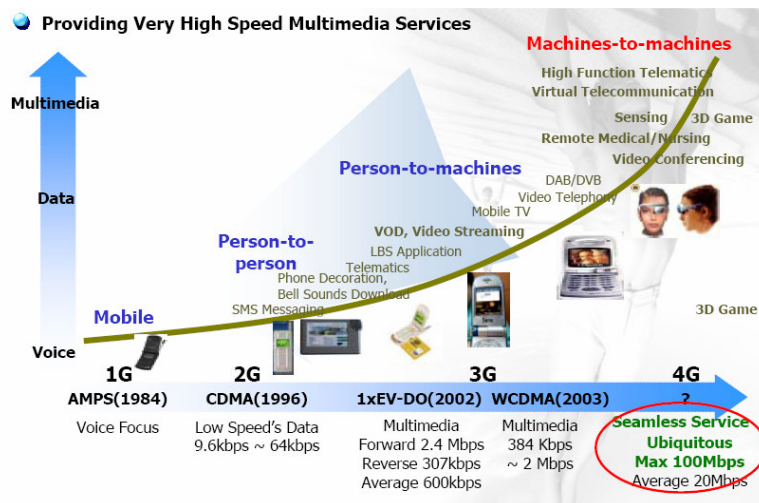 Providing Very High Speed Multimedia Services
Machines-to-machines
High Function Telematics
Virtual Telecommunication
Multimedia
Sensing 3D Game
Remote Medical/Nursing
Video Conferencing
Person-to-machines
DAB/DVB
Video Telephony
Data
Mobile TV
VOD, Video Streaming
Person-to-
person
LBS Application
Telematics
Phone Decoration,
Bell Sounds Download
SMS Messaging
3D Game
Mobile
Voice
1G 2G 3G 4G
AMPS(1984) CDMA(1996) 1xEV-DO(2002) WCDMA(2003) ?
Voice Focus
Low Speed's Data
9.6kbps ~ 64kbps
Multimedia
Forward 2.4 Mbps
Reverse 307kbps
Average 600kbps
Multimedia
384 Kbps
~ 2 Mbps
Seamless Service
Ubiquitous
Max 100Mbps
Average 20Mbps